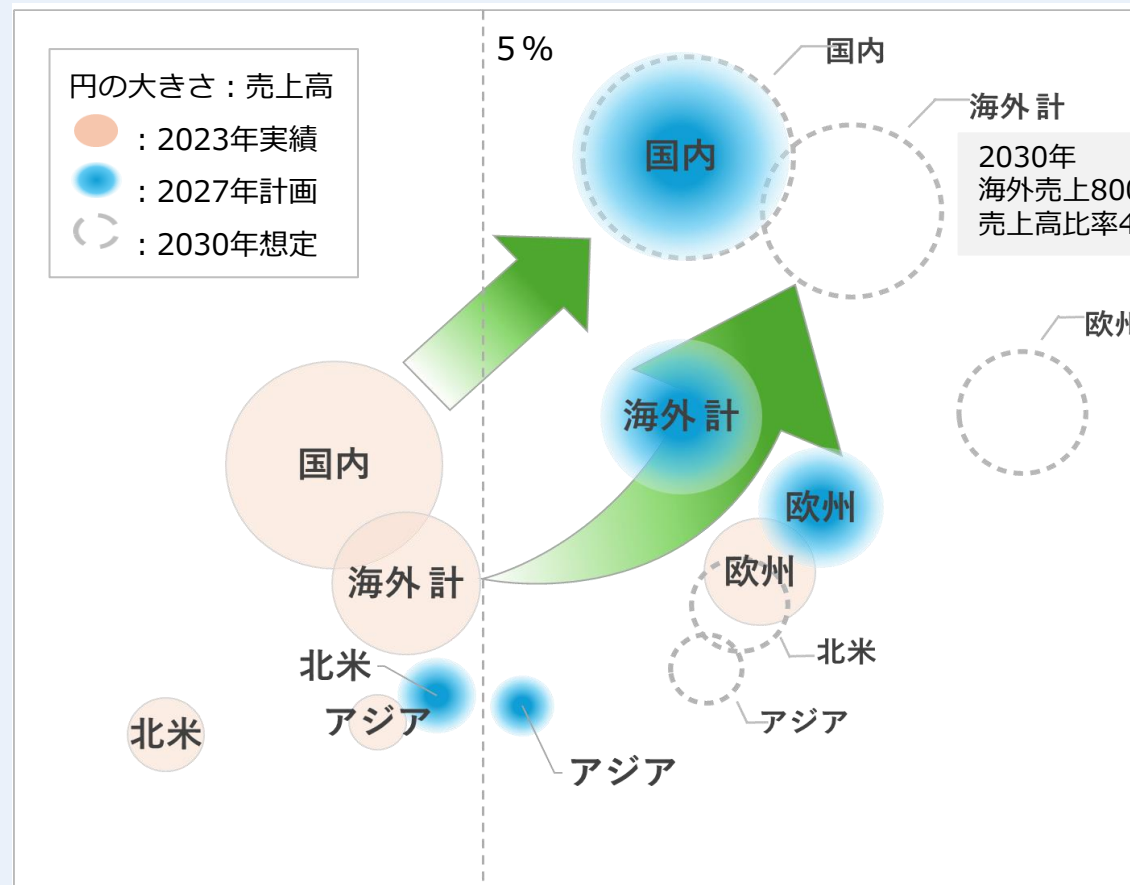 5%
円の大きさ：売上高
：2023年実績
：2027年計画
：2030年想定
国内
海外計
2030年
海外売上800
売上高比率4
国内
欧州
海外計
国内
欧州
欧州
海外計
北米
北米
アジア
北米
アジア
アジア